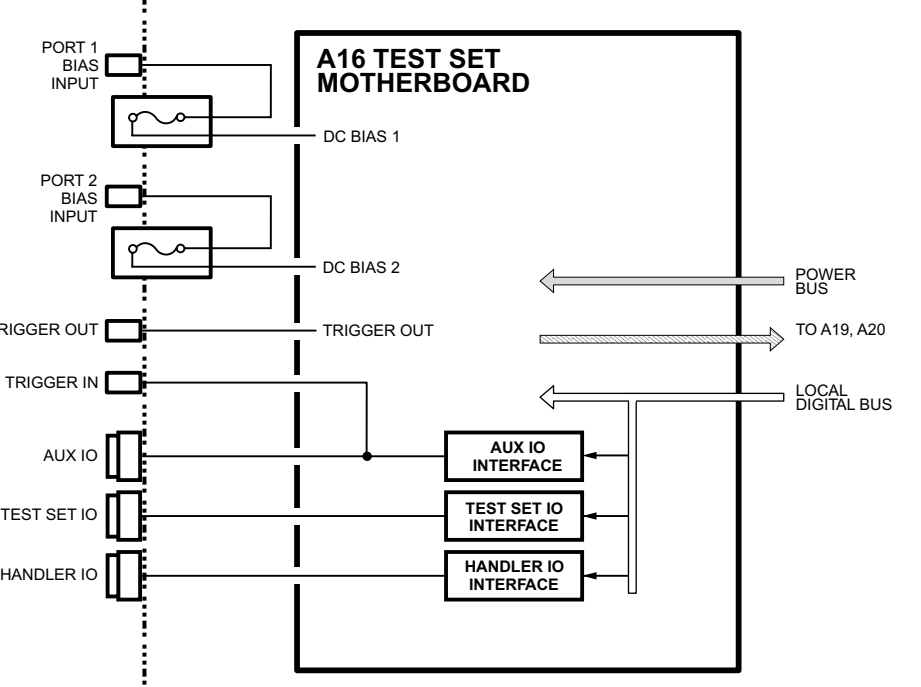 PORT 1
BIAS
INPUT
A16 TEST SET
MOTHERBOARD
DC BIAS 1
PORT 2
BIAS
INPUT
DC BIAS 2
POWER
BUS
RIGGER OUT
TRIGGER OUT
TO A19, A20
TRIGGER IN
LOCAL
DIGITAL BUS
AUX IO
AUX IO
INTERFACE
TEST SET IO
TEST SET IO
INTERFACE
HANDLER IO
HANDLER IO
INTERFACE